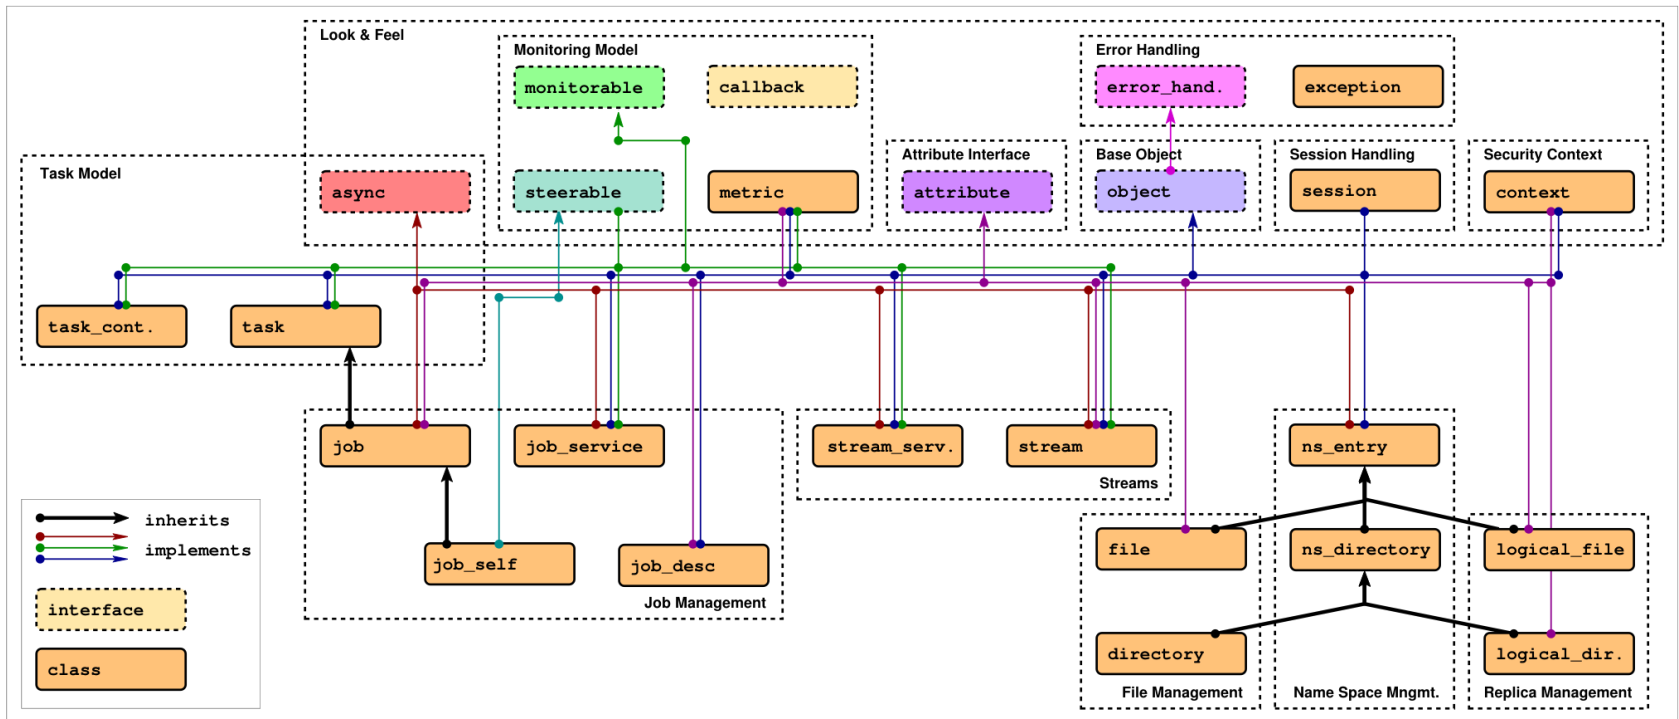 Look & Feel
Monitoring Model
Error Handling
monitorable
callback
error_hand.
exception
Task Model
Attribute Interface
Base Object
Session Handling
Security Context
async
steerable
metric
attribute
object
session
context
task_cont.
task
job
job_service
stream_serv.
stream
ns_entry
Streams
inherits
implements
file
ns_directory
logical_file
job_self
job_desc
interface
Job Management
class
directory
logical_dir.
File Management
Name Space Mngmt.
Replica Management